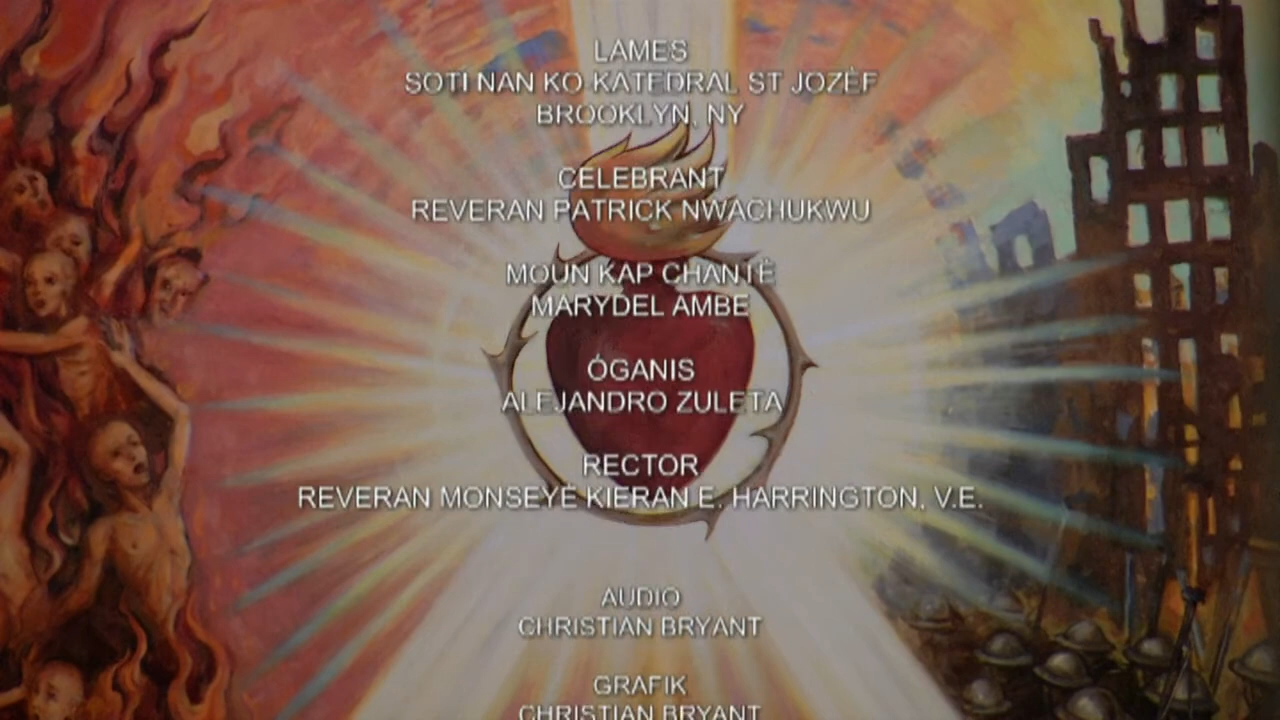 LAMES
SOTI NAN KO KATEDRAL ST JOZÈF
BROOKLYN, NY
CELEBRANT
REVERAN PATRICK NWACHUKWU
MOUN KAP CHANTÈ
MARYDEL AMBE
ÒGANIS
ALEJANDRO ZULETA
RECTOR
REVERAN MONSEYÈ KIERAN E. HARRINGTON, V.E.
AUDIO
CHRISTIAN BRYANT
GRAFIK
CHRISTIAN BRYANT